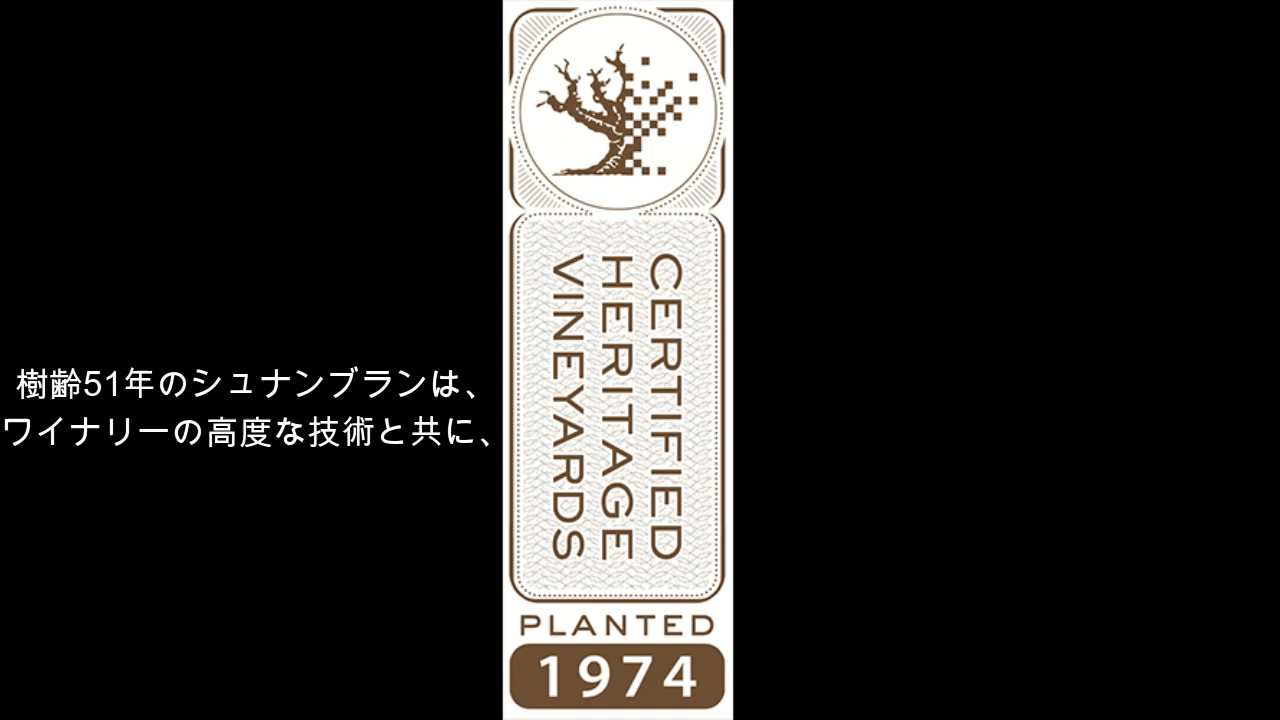 樹齢51年のシュナンブランは、
ワイナリーの高度な技術と共に、
CERTIFIED
HERITAGE
VINEYARDS
PLANTED
1974